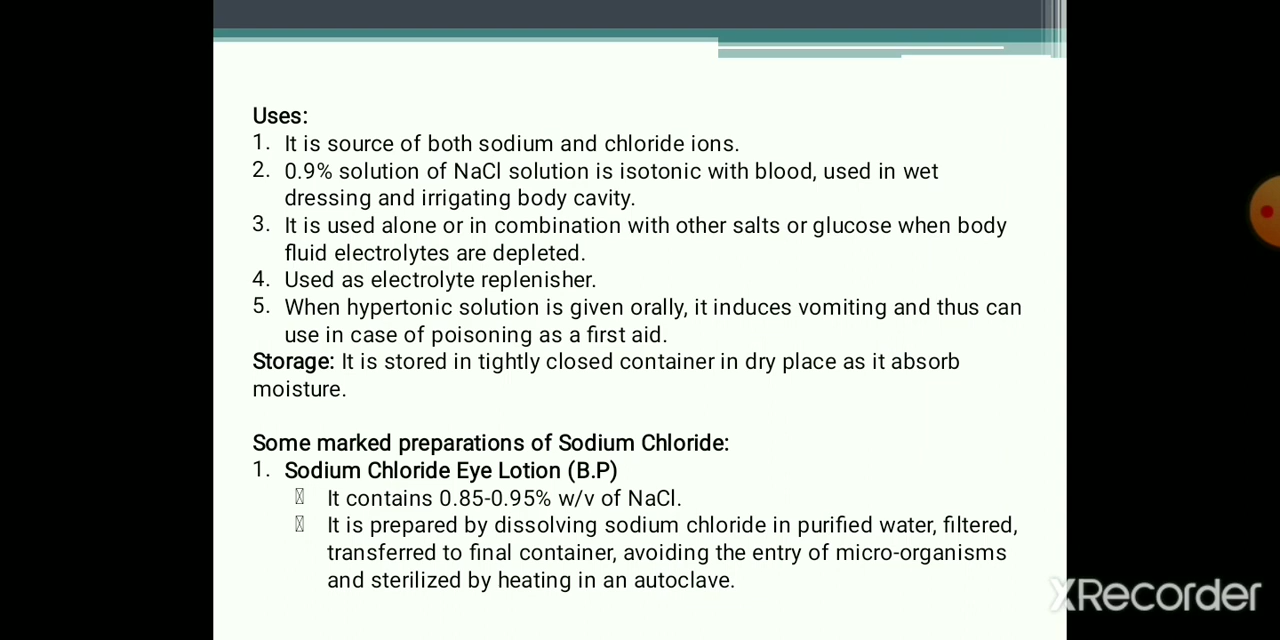 Uses:
1. It is source of both sodium and chloride ions.
2. 0.9% solution of NaCl solution is isotonic with blood, used in wet
dressing and irrigating body cavity.
3. It is used alone or in combination with other salts or glucose when body
fluid electrolytes are depleted.
4. Used as electrolyte replenisher.
5. When hypertonic solution is given orally, it induces vomiting and thus can
use in case of poisoning as a first aid.
Storage: It is stored in tightly closed container in dry place as it absorb
moisture.
Some marked preparations of Sodium Chloride:
1. Sodium Chloride Eye Lotion (B.P)
It contains 0.85-0.95% w/v of NaCl.
It is prepared by dissolving sodium chloride in purified water, filtered,
transferred to final container, avoiding the entry of micro-organisms
and sterilized by heating in an autoclave.
XRecorder